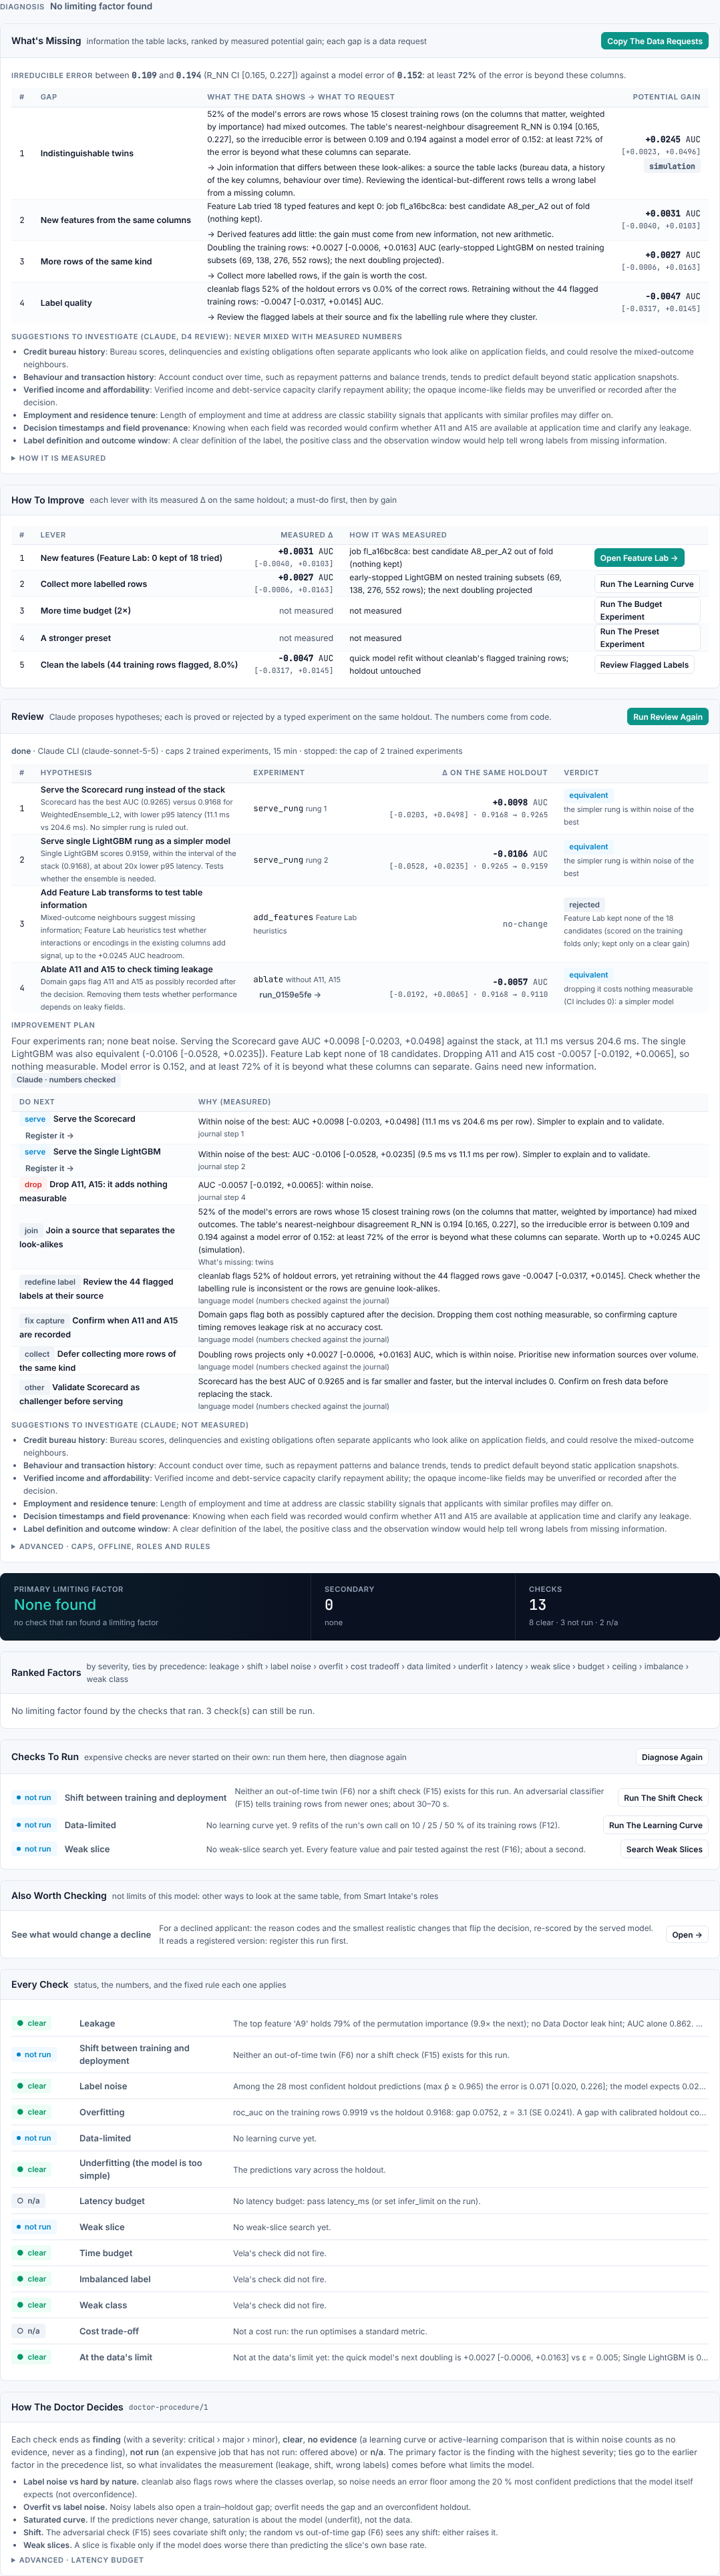 DIAGNOSIS No limiting factor found
What's Missing information the table lacks, ranked by measured potential gain; each gap is a data request
Copy The Data Requests
IRREDUCIBLE ERROR between 0.109 and 0.194 (R_NN CI [0.165, 0.227]) against a model error of 0.152: at least 72% of the error is beyond these columns.
# GAP WHAT THE DATA SHOWS → WHAT TO REQUEST POTENTIAL GAIN
1 Indistinguishable twins
52% of the model's errors are rows whose 15 closest training rows (on the columns that matter, weighted
by importance) had mixed outcomes. The table's nearest-neighbour disagreement R_NN is 0.194 [0.165,
0.227], so the irreducible error is between 0.109 and 0.194 against a model error of 0.152: at least 72% of
the error is beyond what these columns can separate.
→ Join information that differs between these look-alikes: a source the table lacks (bureau data, a history
of the key columns, behaviour over time). Reviewing the identical-but-different rows tells a wrong label
from a missing column.
+0.0245 AUC
[+0.0023, +0.0496]
simulation
2 New features from the same columns
Feature Lab tried 18 typed features and kept 0: job fl_a16bc8ca: best candidate A8_per_A2 out of fold
(nothing kept).
→ Derived features add little: the gain must come from new information, not new arithmetic.
+0.0031 AUC
[-0.0040, +0.0103]
3 More rows of the same kind
Doubling the training rows: +0.0027 [-0.0006, +0.0163] AUC (early-stopped LightGBM on nested training
subsets (69, 138, 276, 552 rows); the next doubling projected).
→ Collect more labelled rows, if the gain is worth the cost.
+0.0027 AUC
[-0.0006, +0.0163]
4 Label quality
cleanlab flags 52% of the holdout errors vs 0.0% of the correct rows. Retraining without the 44 flagged
training rows: -0.0047 [-0.0317, +0.0145] AUC.
→ Review the flagged labels at their source and fix the labelling rule where they cluster.
-0.0047 AUC
[-0.0317, +0.0145]
SUGGESTIONS TO INVESTIGATE (CLAUDE, D4 REVIEW): NEVER MIXED WITH MEASURED NUMBERS
• Credit bureau history: Bureau scores, delinquencies and existing obligations often separate applicants who look alike on application fields, and could resolve the mixed-outcome
neighbours.
• Behaviour and transaction history: Account conduct over time, such as repayment patterns and balance trends, tends to predict default beyond static application snapshots.
• Verified income and affordability: Verified income and debt-service capacity clarify repayment ability; the opaque income-like fields may be unverified or recorded after the
decision.
• Employment and residence tenure: Length of employment and time at address are classic stability signals that applicants with similar profiles may differ on.
• Decision timestamps and field provenance: Knowing when each field was recorded would confirm whether A11 and A15 are available at application time and clarify any leakage.
• Label definition and outcome window: A clear definition of the label, the positive class and the observation window would help tell wrong labels from missing information.
▸ HOW IT IS MEASURED
How To Improve each lever with its measured Δ on the same holdout; a must-do first, then by gain
# LEVER MEASURED Δ HOW IT WAS MEASURED
1 New features (Feature Lab: 0 kept of 18 tried)
+0.0031 AUC
[-0.0040, +0.0103]
job fl_a16bc8ca: best candidate A8_per_A2 out of fold
(nothing kept)
Open Feature Lab →
2 Collect more labelled rows
+0.0027 AUC
[-0.0006, +0.0163]
early-stopped LightGBM on nested training subsets (69,
138, 276, 552 rows); the next doubling projected
Run The Learning Curve
3 More time budget (2×) not measured not measured
Run The Budget
Experiment
4 A stronger preset not measured not measured
Run The Preset
Experiment
5 Clean the labels (44 training rows flagged, 8.0%)
-0.0047 AUC
[-0.0317, +0.0145]
quick model refit without cleanlab's flagged training rows;
holdout untouched
Review Flagged Labels
Review Claude proposes hypotheses; each is proved or rejected by a typed experiment on the same holdout. The numbers come from code.
Run Review Again
done · Claude CLI (claude-sonnet-5-5) · caps 2 trained experiments, 15 min · stopped: the cap of 2 trained experiments
# HYPOTHESIS EXPERIMENT Δ ON THE SAME HOLDOUT VERDICT
1 Serve the Scorecard rung instead of the stack
Scorecard has the best AUC (0.9265) versus 0.9168 for
WeightedEnsemble_L2, with lower p95 latency (11.1 ms
vs 204.6 ms). No simpler rung is ruled out.
serve_rung rung 1
+0.0098 AUC
[-0.0203, +0.0498] · 0.9168 → 0.9265
equivalent
the simpler rung is within noise of the
best
2 Serve single LightGBM rung as a simpler model
Single LightGBM scores 0.9159, within the interval of the
stack (0.9168), at about 20x lower p95 latency. Tests
whether the ensemble is needed.
serve_rung rung 2
-0.0106 AUC
[-0.0528, +0.0235] · 0.9265 → 0.9159
equivalent
the simpler rung is within noise of the
best
3 Add Feature Lab transforms to test table
information
Mixed-outcome neighbours suggest missing
information; Feature Lab heuristics test whether
interactions or encodings in the existing columns add
signal, up to the +0.0245 AUC headroom.
add_features Feature Lab
heuristics
no-change
rejected
Feature Lab kept none of the 18
candidates (scored on the training
folds only; kept only on a clear gain)
4 Ablate A11 and A15 to check timing leakage
Domain gaps flag A11 and A15 as possibly recorded after
the decision. Removing them tests whether performance
depends on leaky fields.
ablate without A11, A15
run_0159e5fe →
-0.0057 AUC
[-0.0192, +0.0065] · 0.9168 → 0.9110
equivalent
dropping it costs nothing measurable
(CI includes 0): a simpler model
IMPROVEMENT PLAN
Four experiments ran; none beat noise. Serving the Scorecard gave AUC +0.0098 [-0.0203, +0.0498] against the stack, at 11.1 ms versus 204.6 ms. The single
LightGBM was also equivalent (-0.0106 [-0.0528, +0.0235]). Feature Lab kept none of 18 candidates. Dropping A11 and A15 cost -0.0057 [-0.0192, +0.0065], so
nothing measurable. Model error is 0.152, and at least 72% of it is beyond what these columns can separate. Gains need new information.
Claude · numbers checked
DO NEXT WHY (MEASURED)
serve Serve the Scorecard
Register it →
Within noise of the best: AUC +0.0098 [-0.0203, +0.0498] (11.1 ms vs 204.6 ms per row). Simpler to explain and to validate.
journal step 1
serve Serve the Single LightGBM
Register it →
Within noise of the best: AUC -0.0106 [-0.0528, +0.0235] (9.5 ms vs 11.1 ms per row). Simpler to explain and to validate.
journal step 2
drop Drop A11, A15: it adds nothing
measurable
AUC -0.0057 [-0.0192, +0.0065]: within noise.
journal step 4
join Join a source that separates the
look-alikes
52% of the model's errors are rows whose 15 closest training rows (on the columns that matter, weighted by importance) had mixed
outcomes. The table's nearest-neighbour disagreement R_NN is 0.194 [0.165, 0.227], so the irreducible error is between 0.109 and
0.194 against a model error of 0.152: at least 72% of the error is beyond what these columns can separate. Worth up to +0.0245 AUC
(simulation).
What's missing: twins
redefine label Review the 44 flagged
labels at their source
cleanlab flags 52% of holdout errors, yet retraining without the 44 flagged rows gave -0.0047 [-0.0317, +0.0145]. Check whether the
labelling rule is inconsistent or the rows are genuine look-alikes.
language model (numbers checked against the journal)
fix capture Confirm when A11 and A15
are recorded
Domain gaps flag both as possibly captured after the decision. Dropping them cost nothing measurable, so confirming capture
timing removes leakage risk at no accuracy cost.
language model (numbers checked against the journal)
collect Defer collecting more rows of
the same kind
Doubling rows projects only +0.0027 [-0.0006, +0.0163] AUC, which is within noise. Prioritise new information sources over volume.
language model (numbers checked against the journal)
other Validate Scorecard as
challenger before serving
Scorecard has the best AUC of 0.9265 and is far smaller and faster, but the interval includes 0. Confirm on fresh data before
replacing the stack.
language model (numbers checked against the journal)
SUGGESTIONS TO INVESTIGATE (CLAUDE; NOT MEASURED)
• Credit bureau history: Bureau scores, delinquencies and existing obligations often separate applicants who look alike on application fields, and could resolve the mixed-outcome
neighbours.
• Behaviour and transaction history: Account conduct over time, such as repayment patterns and balance trends, tends to predict default beyond static application snapshots.
• Verified income and affordability: Verified income and debt-service capacity clarify repayment ability; the opaque income-like fields may be unverified or recorded after the
decision.
• Employment and residence tenure: Length of employment and time at address are classic stability signals that applicants with similar profiles may differ on.
• Decision timestamps and field provenance: Knowing when each field was recorded would confirm whether A11 and A15 are available at application time and clarify any leakage.
• Label definition and outcome window: A clear definition of the label, the positive class and the observation window would help tell wrong labels from missing information.
▸ ADVANCED · CAPS, OFFLINE, ROLES AND RULES
PRIMARY LIMITING FACTOR
None found
no check that ran found a limiting factor
SECONDARY
0
none
CHECKS
13
8 clear · 3 not run · 2 n/a
Ranked Factors
by severity, ties by precedence: leakage › shift › label noise › overfit › cost tradeoff › data limited › underfit › latency › weak slice › budget › ceiling › imbalance ›
weak class
No limiting factor found by the checks that ran. 3 check(s) can still be run.
Checks To Run expensive checks are never started on their own: run them here, then diagnose again
Diagnose Again
not run Shift between training and deployment
Neither an out-of-time twin (F6) nor a shift check (F15) exists for this run. An adversarial classifier
(F15) tells training rows from newer ones; about 30–70 s.
Run The Shift Check
not run Data-limited No learning curve yet. 9 refits of the run's own call on 10 / 25 / 50 % of its training rows (F12). Run The Learning Curve
not run Weak slice No weak-slice search yet. Every feature value and pair tested against the rest (F16); about a second. Search Weak Slices
Also Worth Checking not limits of this model: other ways to look at the same table, from Smart Intake's roles
See what would change a decline
For a declined applicant: the reason codes and the smallest realistic changes that flip the decision, re-scored by the served model.
It reads a registered version: register this run first.
Open →
Every Check status, the numbers, and the fixed rule each one applies
clear Leakage The top feature 'A9' holds 79% of the permutation importance (9.9× the next); no Data Doctor leak hint; AUC alone 0.862. ...
not run Shift between training and
deployment
Neither an out-of-time twin (F6) nor a shift check (F15) exists for this run.
clear Label noise Among the 28 most confident holdout predictions (max p̂ ≥ 0.965) the error is 0.071 [0.020, 0.226]; the model expects 0.02...
clear Overfitting roc_auc on the training rows 0.9919 vs the holdout 0.9168: gap 0.0752, z = 3.1 (SE 0.0241). A gap with calibrated holdout co...
not run Data-limited No learning curve yet.
clear Underfitting (the model is too
simple)
The predictions vary across the holdout.
n/a Latency budget No latency budget: pass latency_ms (or set infer_limit on the run).
not run Weak slice No weak-slice search yet.
clear Time budget Vela's check did not fire.
clear Imbalanced label Vela's check did not fire.
clear Weak class Vela's check did not fire.
n/a Cost trade-off Not a cost run: the run optimises a standard metric.
clear At the data's limit Not at the data's limit yet: the quick model's next doubling is +0.0027 [-0.0006, +0.0163] vs ε = 0.005; Single LightGBM is 0...
How The Doctor Decides doctor-procedure/1
Each check ends as finding (with a severity: critical › major › minor), clear, no evidence (a learning curve or active-learning comparison that is within noise counts as no
evidence, never as a finding), not run (an expensive job that has not run: offered above) or n/a. The primary factor is the finding with the highest severity; ties go to the earlier
factor in the precedence list, so what invalidates the measurement (leakage, shift, wrong labels) comes before what limits the model.
• Label noise vs hard by nature. cleanlab also flags rows where the classes overlap, so noise needs an error floor among the 20 % most confident predictions that the model itself
expects (not overconfidence).
• Overfit vs label noise. Noisy labels also open a train–holdout gap; overfit needs the gap and an overconfident holdout.
• Saturated curve. If the predictions never change, saturation is about the model (underfit), not the data.
• Shift. The adversarial check (F15) sees covariate shift only; the random vs out-of-time gap (F6) sees any shift: either raises it.
• Weak slices. A slice is fixable only if the model does worse there than predicting the slice's own base rate.
▸ ADVANCED · LATENCY BUDGET